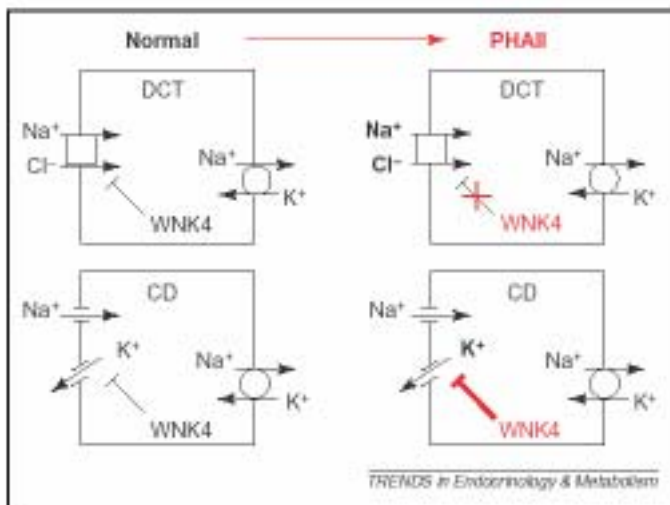 Normal PHAII
DCT DCT
Na⁺ Na⁺
Cl⁻ Na⁺ Cl⁻ Na⁺
K⁺ K⁺
WNK4 WNK4
CD CD
Na⁺ Na⁺
K⁺ K⁺
Na⁺ Na⁺
K⁺ K⁺
WNK4 WNK4
TRENDS in Endocrinology & Metabolism